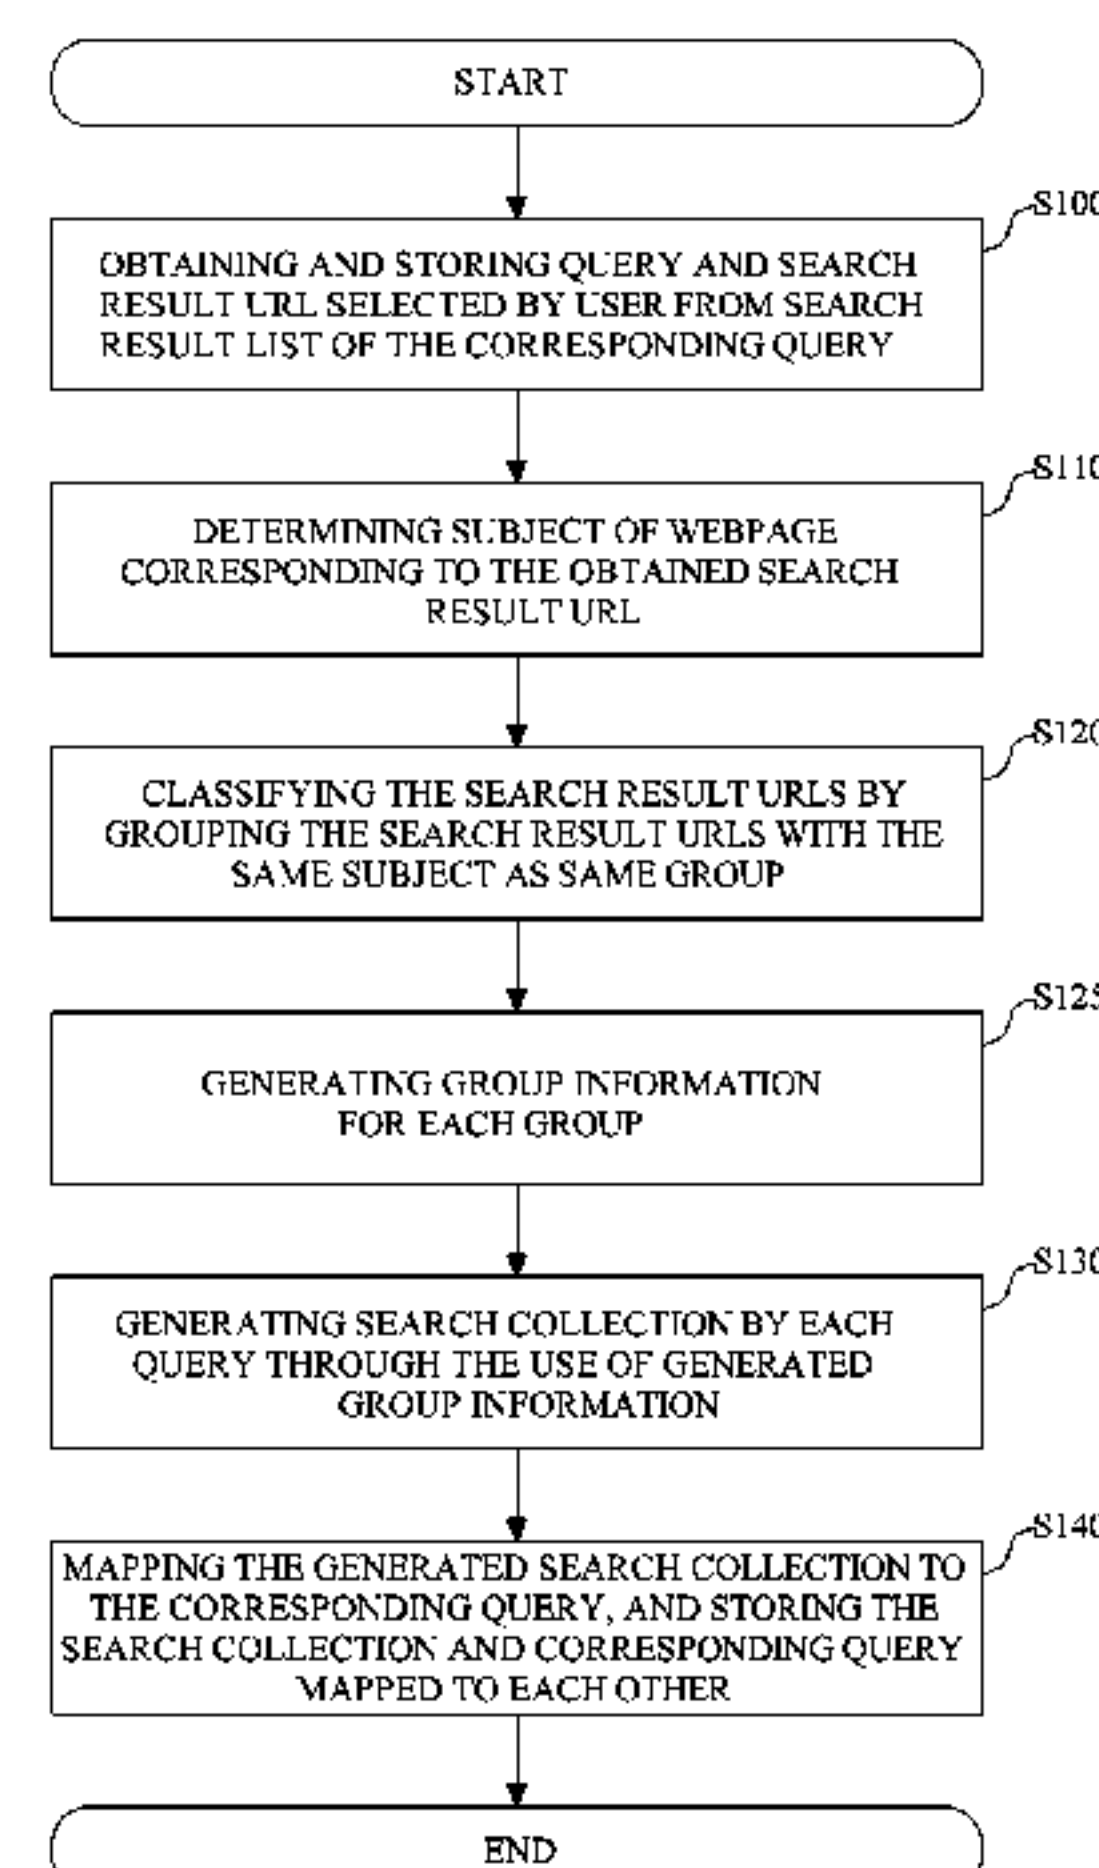 START
S100
OBTAINING AND STORING QUERY AND SEARCH
RESULT URL SELECTED BY USER FROM SEARCH
RESULT LIST OF THE CORRESPONDING QUERY
S110
DETERMINING SUBJECT OF WEBPAGE
CORRESPONDING TO THE OBTAINED SEARCH
RESULT URL
S120
CLASSIFYING THE SEARCH RESULT URLS BY
GROUPING THE SEARCH RESULT URLS WITH THE
SAME SUBJECT AS SAME GROUP
S125
GENERATING GROUP INFORMATION
FOR EACH GROUP
S130
GENERATING SEARCH COLLECTION BY EACH
QUERY THROUGH THE USE OF GENERATED
GROUP INFORMATION
S140
MAPPING THE GENERATED SEARCH COLLECTION TO
THE CORRESPONDING QUERY, AND STORING THE
SEARCH COLLECTION AND CORRESPONDING QUERY
MAPPED TO EACH OTHER
END